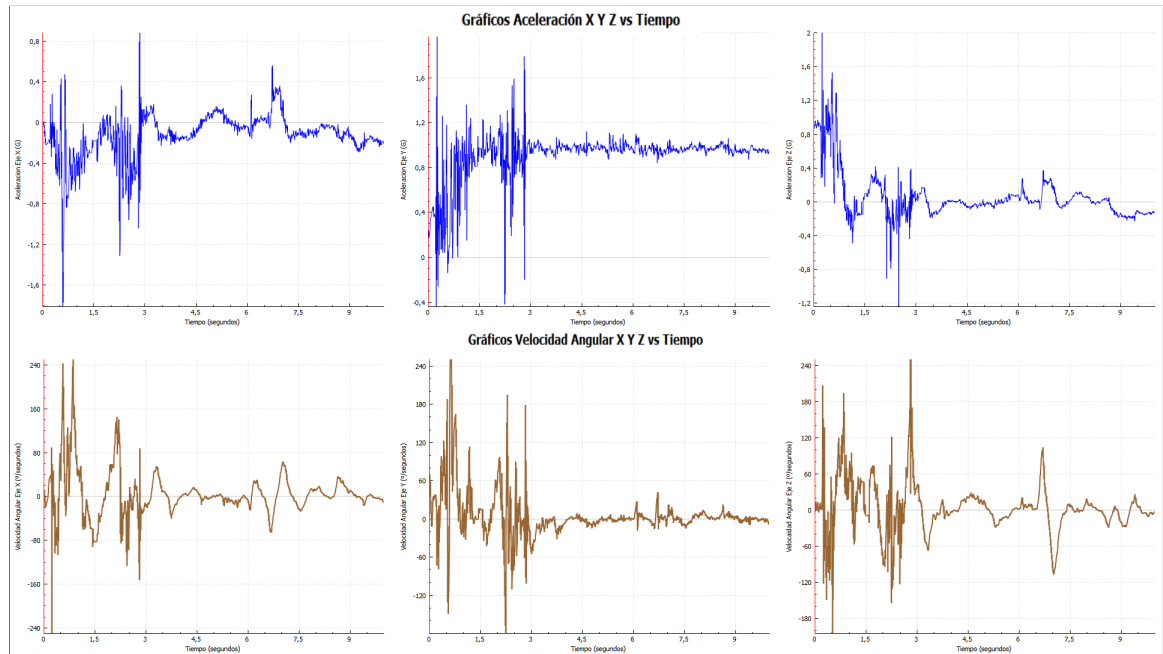 Gráficos Aceleración X Y Z vs Tiempo
Aceleracion Eje X (G)
0,8
0,4
0
-0,4
-0,8
-1,2
-1,6
0 1,5 3 4,5 6 7,5 9
Tiempo (segundos)
Aceleracion Eje Y (G)
1,6
1,2
0,8
0,4
0
-0,4
0 1,5 3 4,5 6 7,5 9
Tiempo (segundos)
Aceleracion Eje Z (G)
2
1,6
1,2
0,8
0,4
0
-0,4
-0,8
-1,2
0 1,5 3 4,5 6 7,5 9
Tiempo (segundos)
Gráficos Velocidad Angular X Y Z vs Tiempo
Velocidad Angular Eje X (º/segundos)
240
160
80
0
-80
-160
-240
0 1,5 3 4,5 6 7,5 9
Tiempo (segundos)
Velocidad Angular Eje Y (º/segundos)
240
180
120
60
0
-60
-120
0 1,5 3 4,5 6 7,5 9
Tiempo (segundos)
Velocidad Angular Eje Z (º/segundos)
240
180
120
60
0
-60
-120
-180
0 1,5 3 4,5 6 7,5 9
Tiempo (segundos)